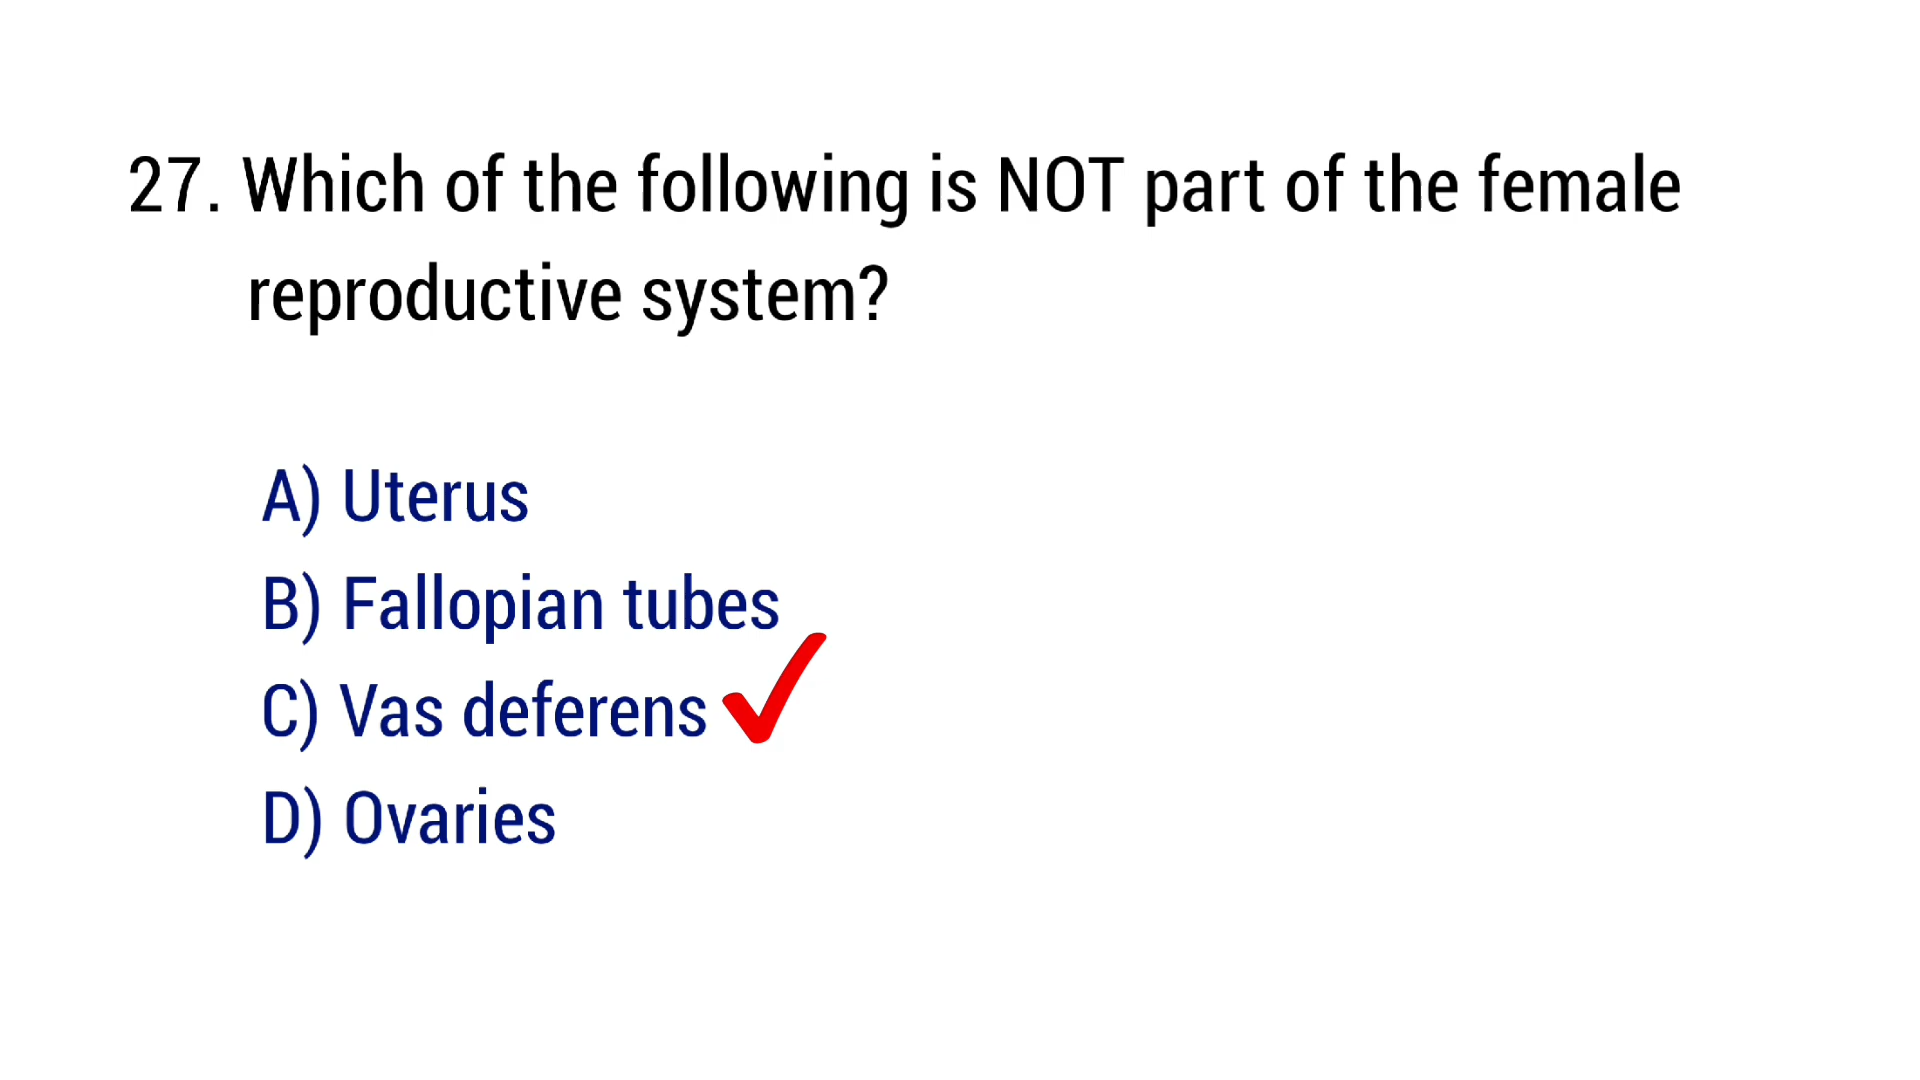 27. Which of the following is NOT part of the female
reproductive system?
A) Uterus
B) Fallopian tubes
C) Vas deferens
D) Ovaries